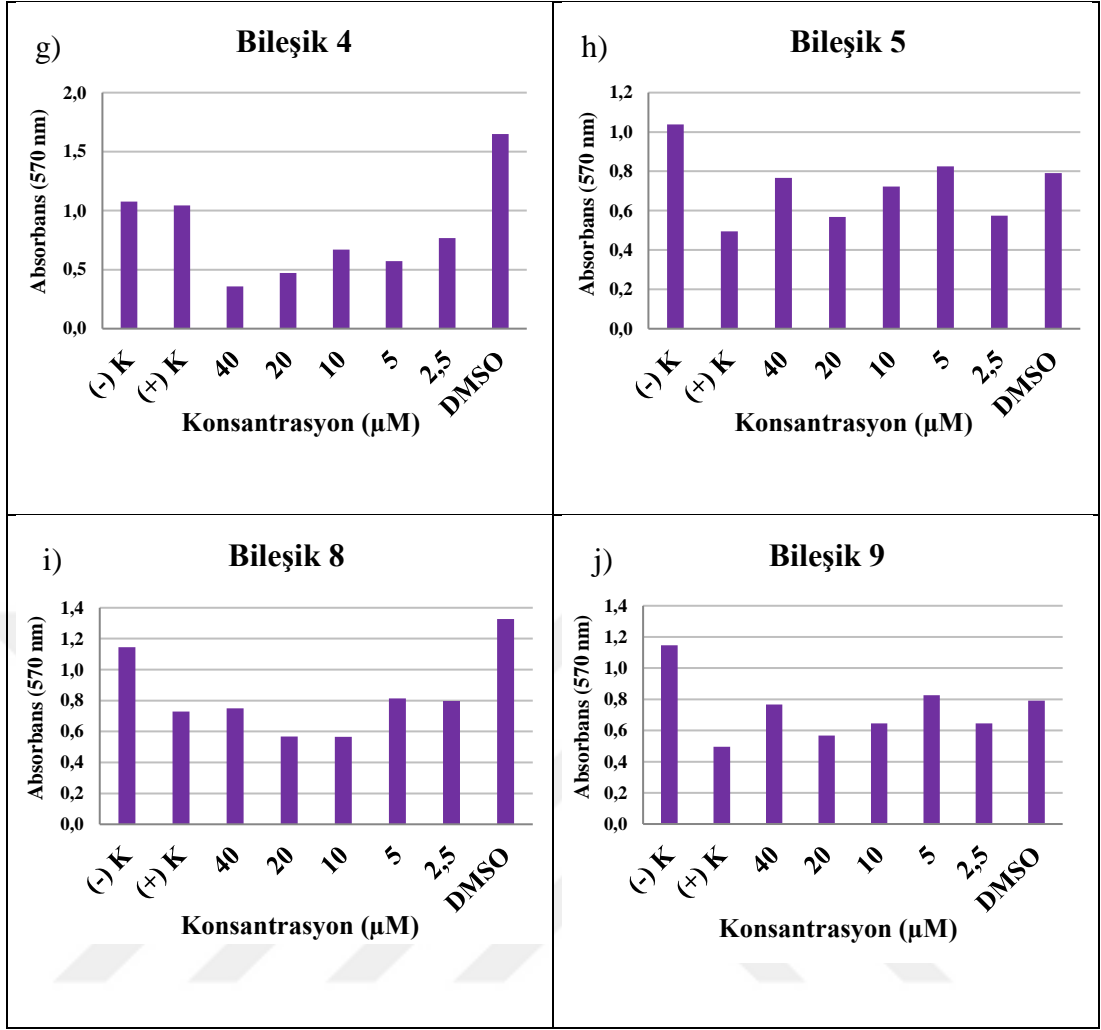 g)
Bileşik 4
Absorbans (570 nm)
2,0
1,5
1,0
0,5
0,0
(-) K (+) K 40 20 10 5 2,5 DMSO
Konsantrasyon (µM)
h)
Bileşik 5
Absorbans (570 nm)
1,2
1,0
0,8
0,6
0,4
0,2
0,0
(-) K (+) K 40 20 10 5 2,5 DMSO
Konsantrasyon (µM)
i)
Bileşik 8
Absorbans (570 nm)
1,4
1,2
1,0
0,8
0,6
0,4
0,2
0,0
(-) K (+) K 40 20 10 5 2,5 DMSO
Konsantrasyon (µM)
j)
Bileşik 9
Absorbans (570 nm)
1,4
1,2
1,0
0,8
0,6
0,4
0,2
0,0
(-) K (+) K 40 20 10 5 2,5 DMSO
Konsantrasyon (µM)